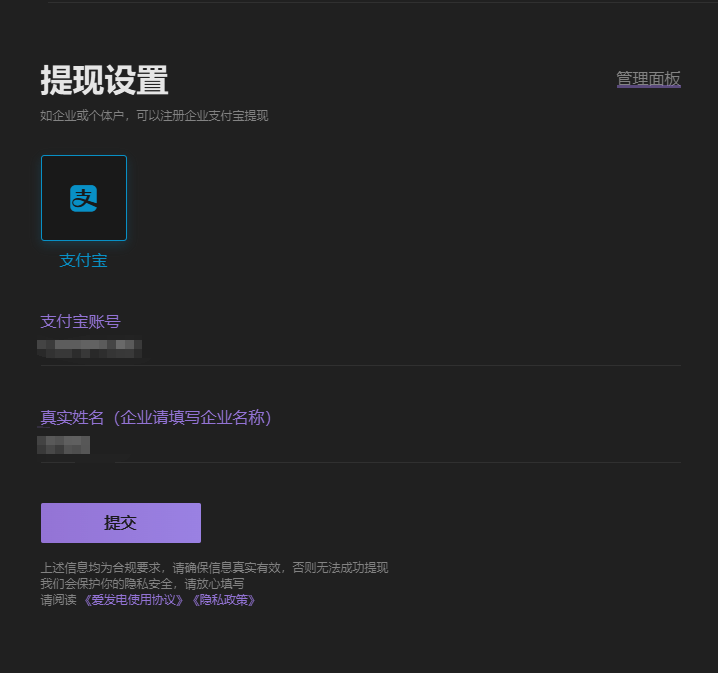 提现设置
管理面板
如企业或个体户，可以注册企业支付宝提现
支
支付宝
支付宝账号
真实姓名（企业请填写企业名称）
提交
上述信息均为合规要求，请确保信息真实有效，否则无法成功提现
我们会保护你的隐私安全，请放心填写
请阅读《爱发电使用协议》《隐私政策》